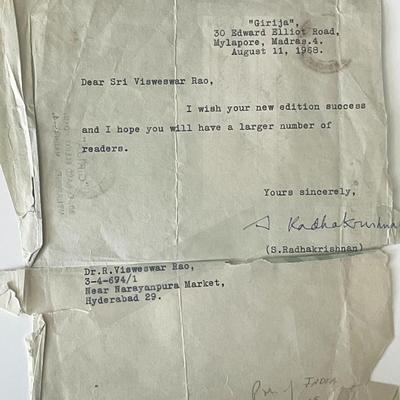 "Girija",
30 Edward Elliot Road,
Mylapore, Madras.4.
August 11, 1968.
Dear Sri Visweswar Rao,
I wish your new edition success
and I hope you will have a larger number of
readers.
Yours sincerely,
S Radhakrishnan
(S.Radhakrishnan)
Dr.R.Visweswar Rao,
3-4-694/1
Near Narayanpura Market,
Hyderabad 29.
INDIA